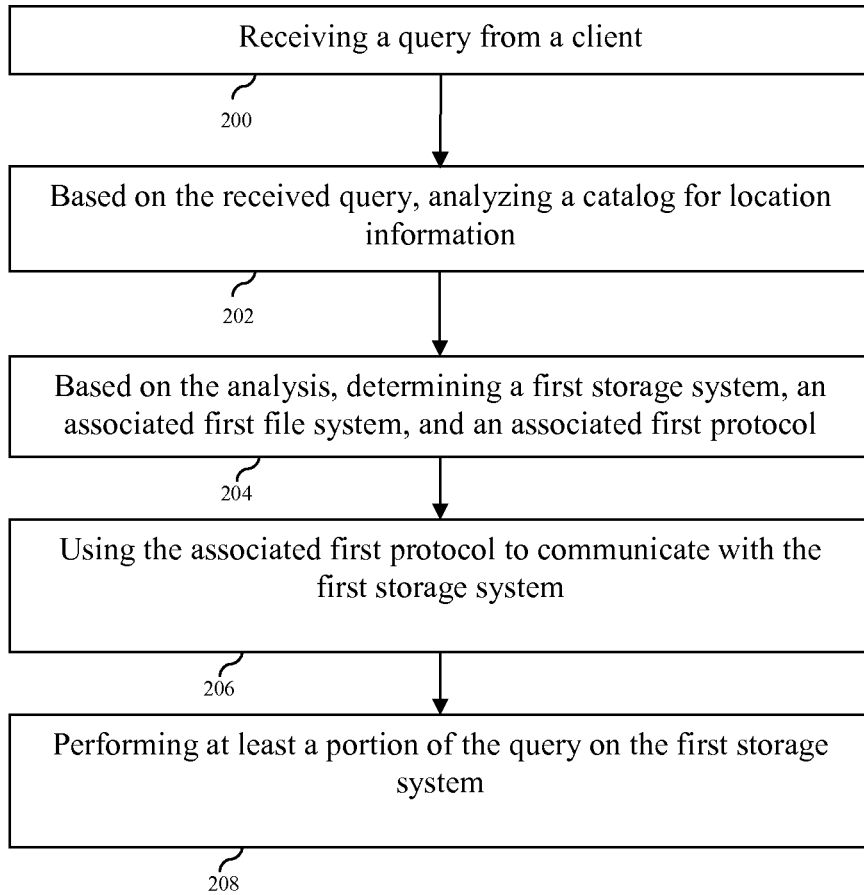 Receiving a query from a client
200
Based on the received query, analyzing a catalog for location
information
202
Based on the analysis, determining a first storage system, an
associated first file system, and an associated first protocol
204
Using the associated first protocol to communicate with the
first storage system
206
Performing at least a portion of the query on the first storage
system
208